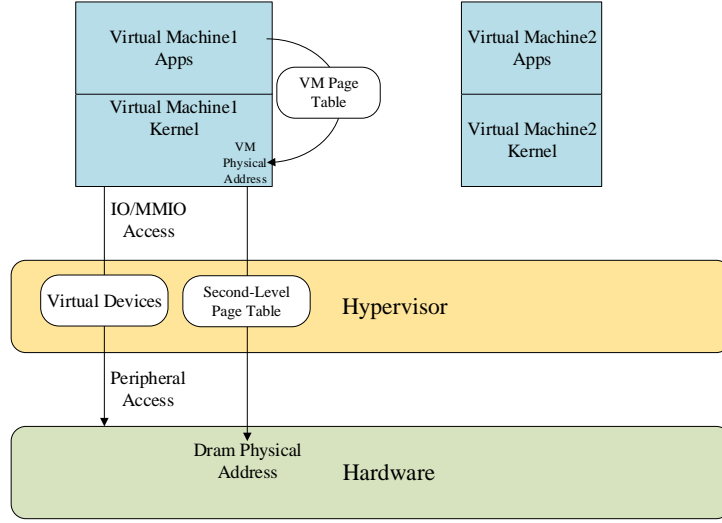 Virtual Machine1
Apps
VM Page
Table
Virtual Machine1
Kernel
VM
Physical
Address
Virtual Machine2
Apps
Virtual Machine2
Kernel
IO/MMIO
Access
Virtual Devices
Second-Level
Page Table
Hypervisor
Peripheral
Access
Dram Physical
Address
Hardware